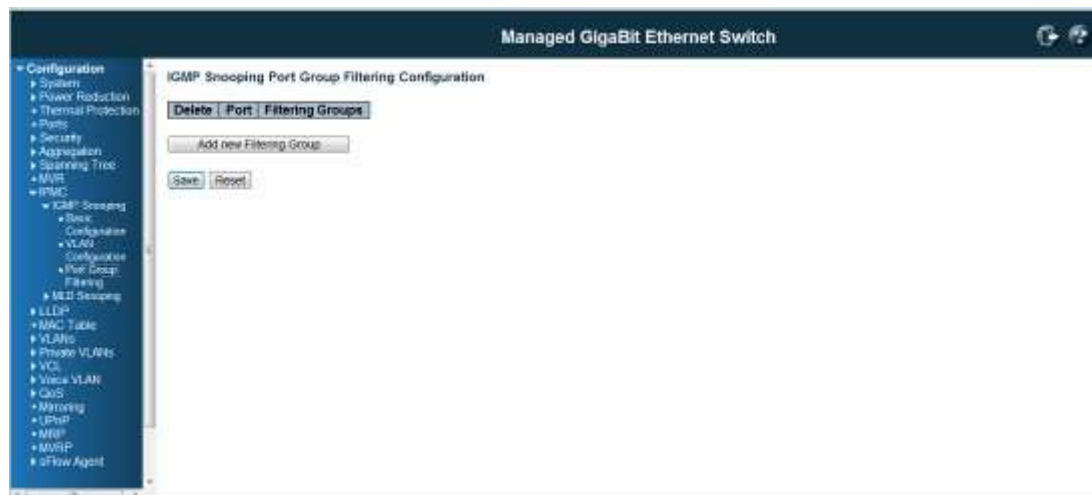 Managed GigaBit Ethernet Switch
Configuration
System
Power Reduction
Thermal Protection
Ports
Security
Aggregation
Spanning Tree
MVR
IPMC
IGMP Snooping
Basic
Configuration
VLAN
Configuration
Port Group
Filtering
MLD Snooping
LLDP
MAC Table
VLANs
Private VLANs
VCL
Voice VLAN
QoS
Mirroring
UPnP
MRP
MVRP
sFlow Agent
IGMP Snooping Port Group Filtering Configuration
Delete Port Filtering Groups
Add new Filtering Group
Save Reset